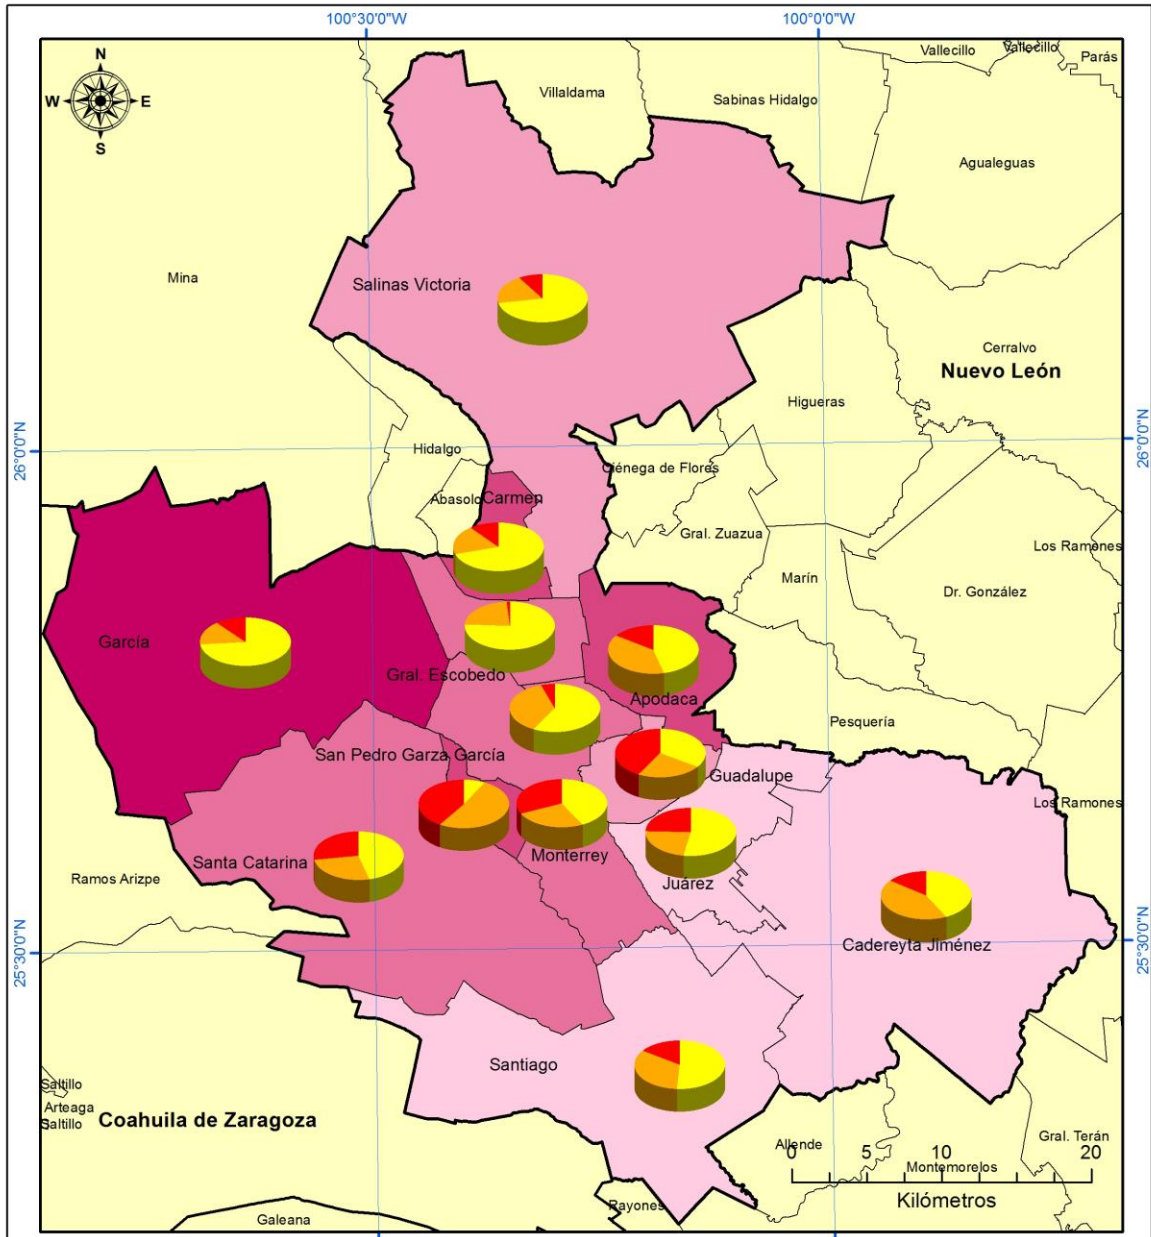 100°30'0"W
100°0'0"W
N
W
E
S
Vallecillo
Vallecillo
Parás
Villaldama
Sabinas Hidalgo
Agualeguas
Mina
Salinas Victoria
Cerralvo
Nuevo León
Higueras
26°0'0"N
26°0'0"N
Hidalgo
Ciénega de Flores
Abasolo
Carmen
Gral. Zuazua
Los Ramones
Marín
Dr. González
García
Gral. Escobedo
Apodaca
Pesquería
San Pedro Garza García
Guadalupe
Los Ramones
Santa Catarina
Monterrey
Ramos Arizpe
Juárez
Cadereyta Jiménez
25°30'0"N
25°30'0"N
Santiago
Saltillo
Arteaga
Saltillo
Coahuila de Zaragoza
Allende
Gral. Terán
0 5 10 20
Montemorelos
Kilómetros
Rayones
Galeana